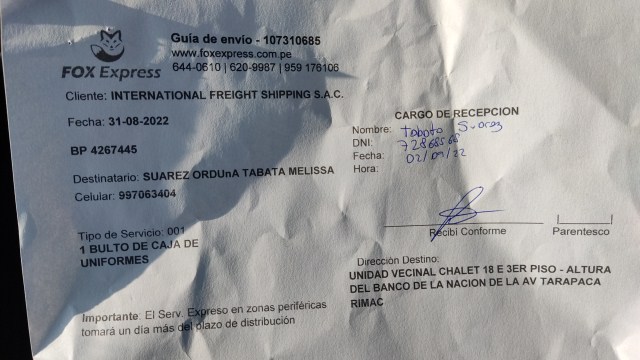 Guía de envío - 107310685
www.foxexpress.com.pe
FOX Express
644-0610 | 620-9987 | 959 176106
Cliente: INTERNATIONAL FREIGHT SHIPPING S.A.C.
Fecha: 31-08-2022
BP 4267445
Destinatario: SUAREZ ORDUnA TABATA MELISSA
Celular: 997063404
Tipo de Servicio: 001
1 BULTO DE CAJA DE
UNIFORMES
Importante: El Serv. Expreso en zonas periféricas
tomará un día más del plazo de distribución
CARGO DE RECEPCION
Nombre: Tabata Suarez
DNI:
Fecha: 02/09/22
Hora:
Recibi Conforme
Parentesco
Dirección Destino:
UNIDAD VECINAL CHALET 18 E 3ER PISO - ALTURA
DEL BANCO DE LA NACION DE LA AV TARAPACA
RIMAC